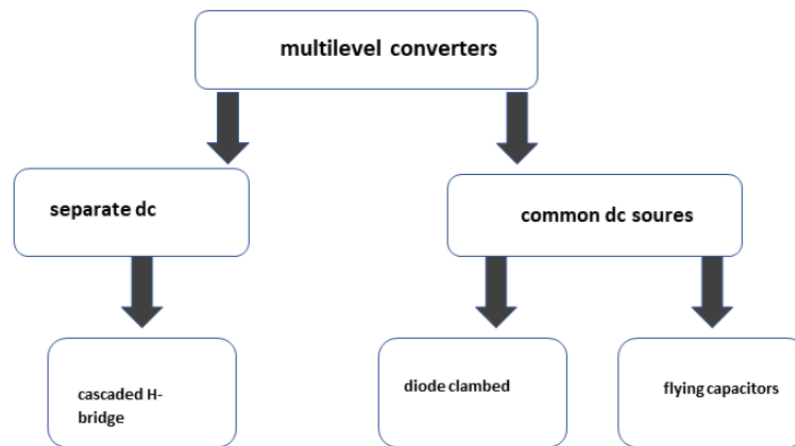 multilevel converters
separate dc
common dc soures
cascaded H-
bridge
diode clambed
flying capacitors